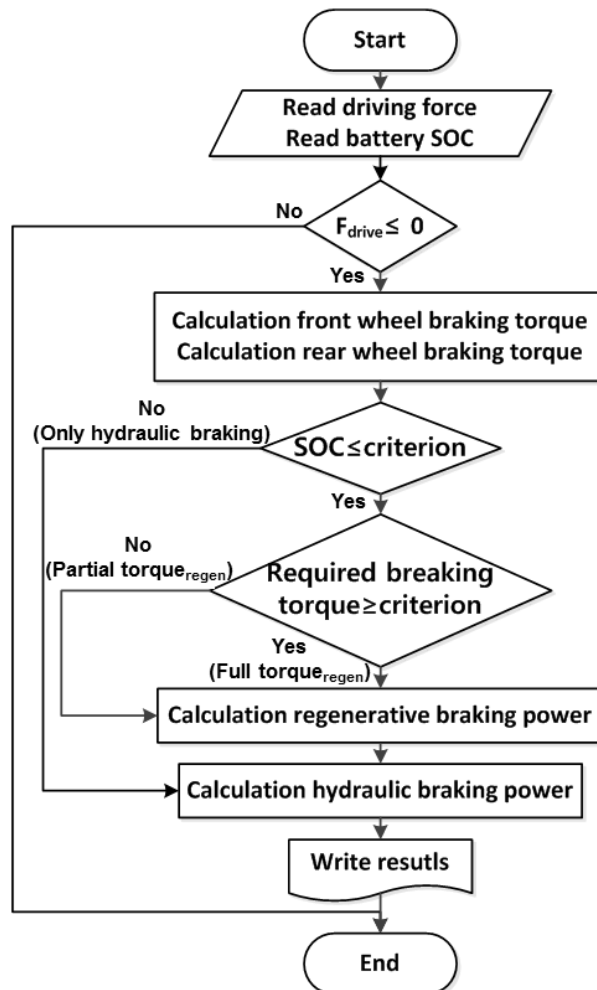 Start
Read driving force
Read battery SOC
No
Fdrive ≤ 0
Yes
Calculation front wheel braking torque
Calculation rear wheel braking torque
No
(Only hydraulic braking)
SOC≤criterion
Yes
No
(Partial torqueregen)
Required breaking
torque≥criterion
Yes
(Full torqueregen)
Calculation regenerative braking power
Calculation hydraulic braking power
Write resutls
End